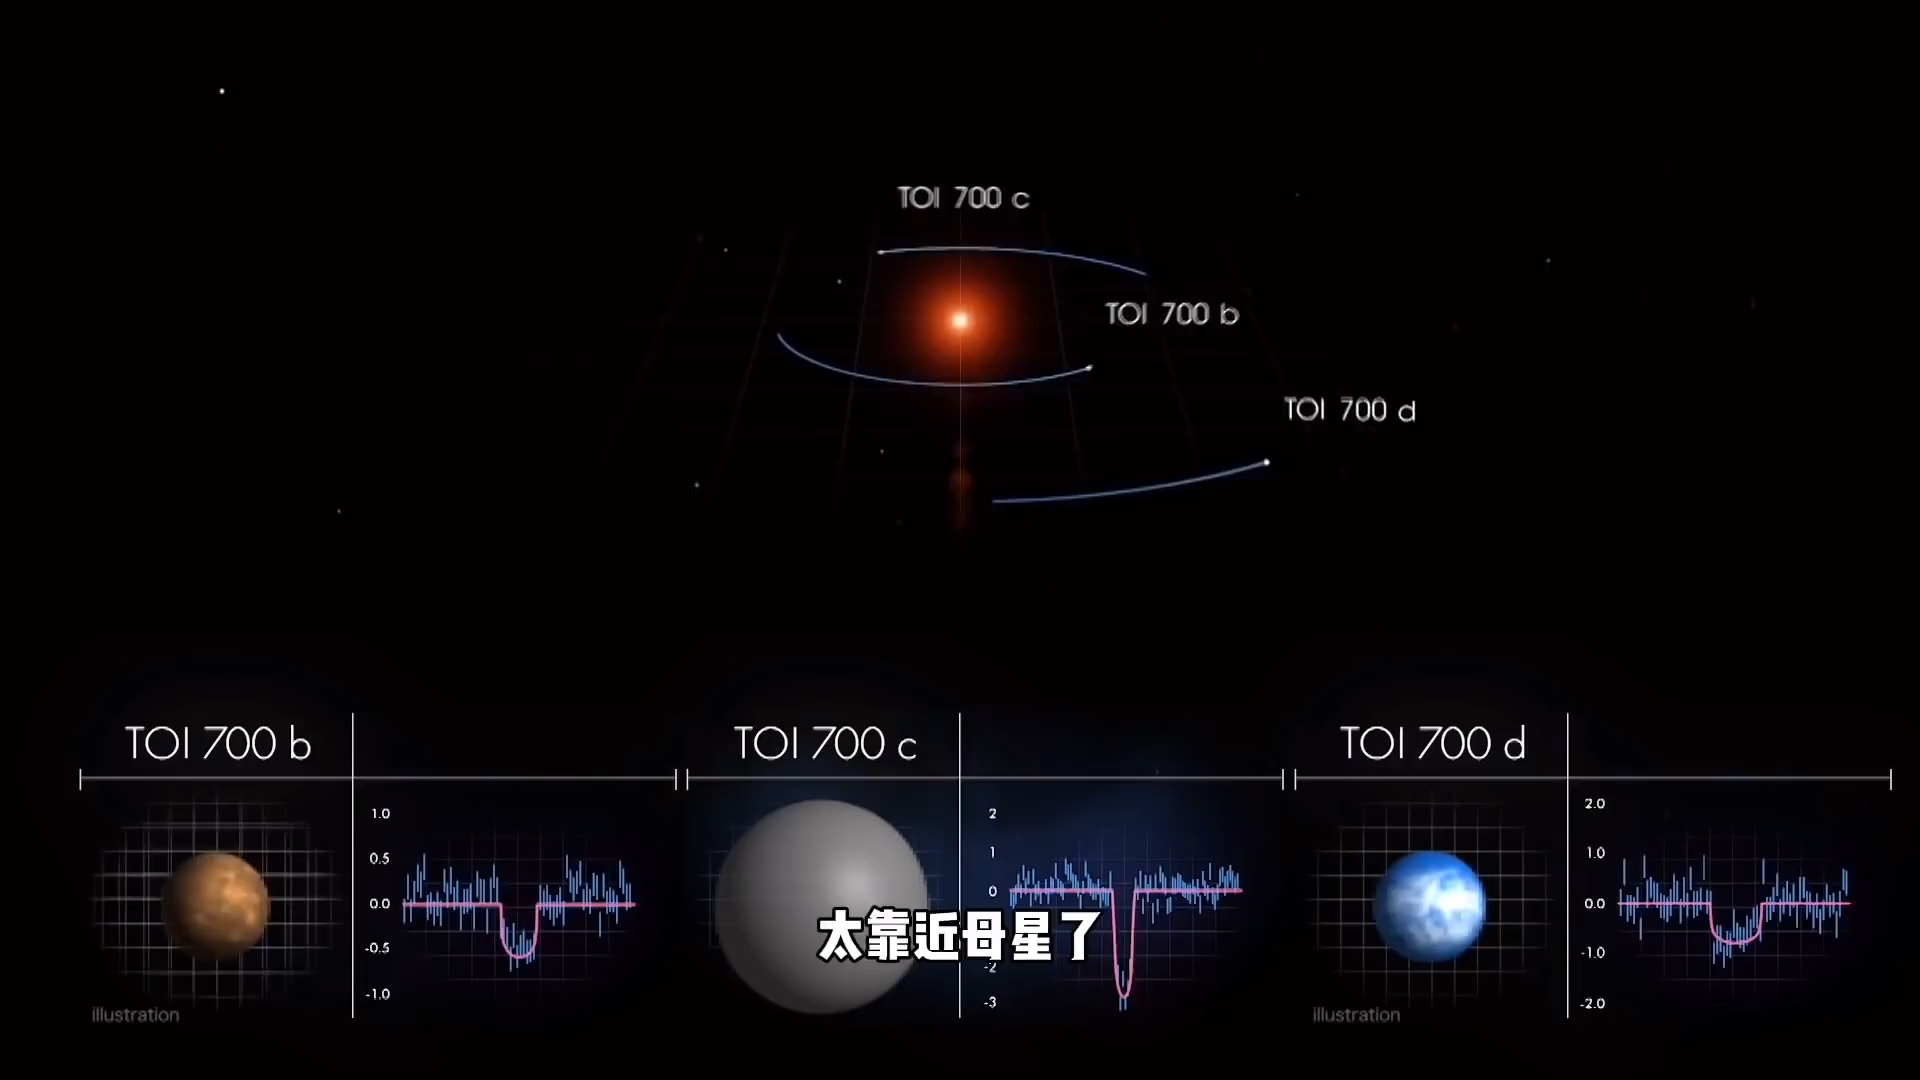 TOI 700 c
TOI 700 b
TOI 700 d
TOI 700 b
1.0
0.5
0.0
-0.5
-1.0
illustration
TOI 700 c
2
1
0
-2
-3
TOI 700 d
2.0
1.0
0.0
-1.0
-2.0
illustration
太靠近母星了